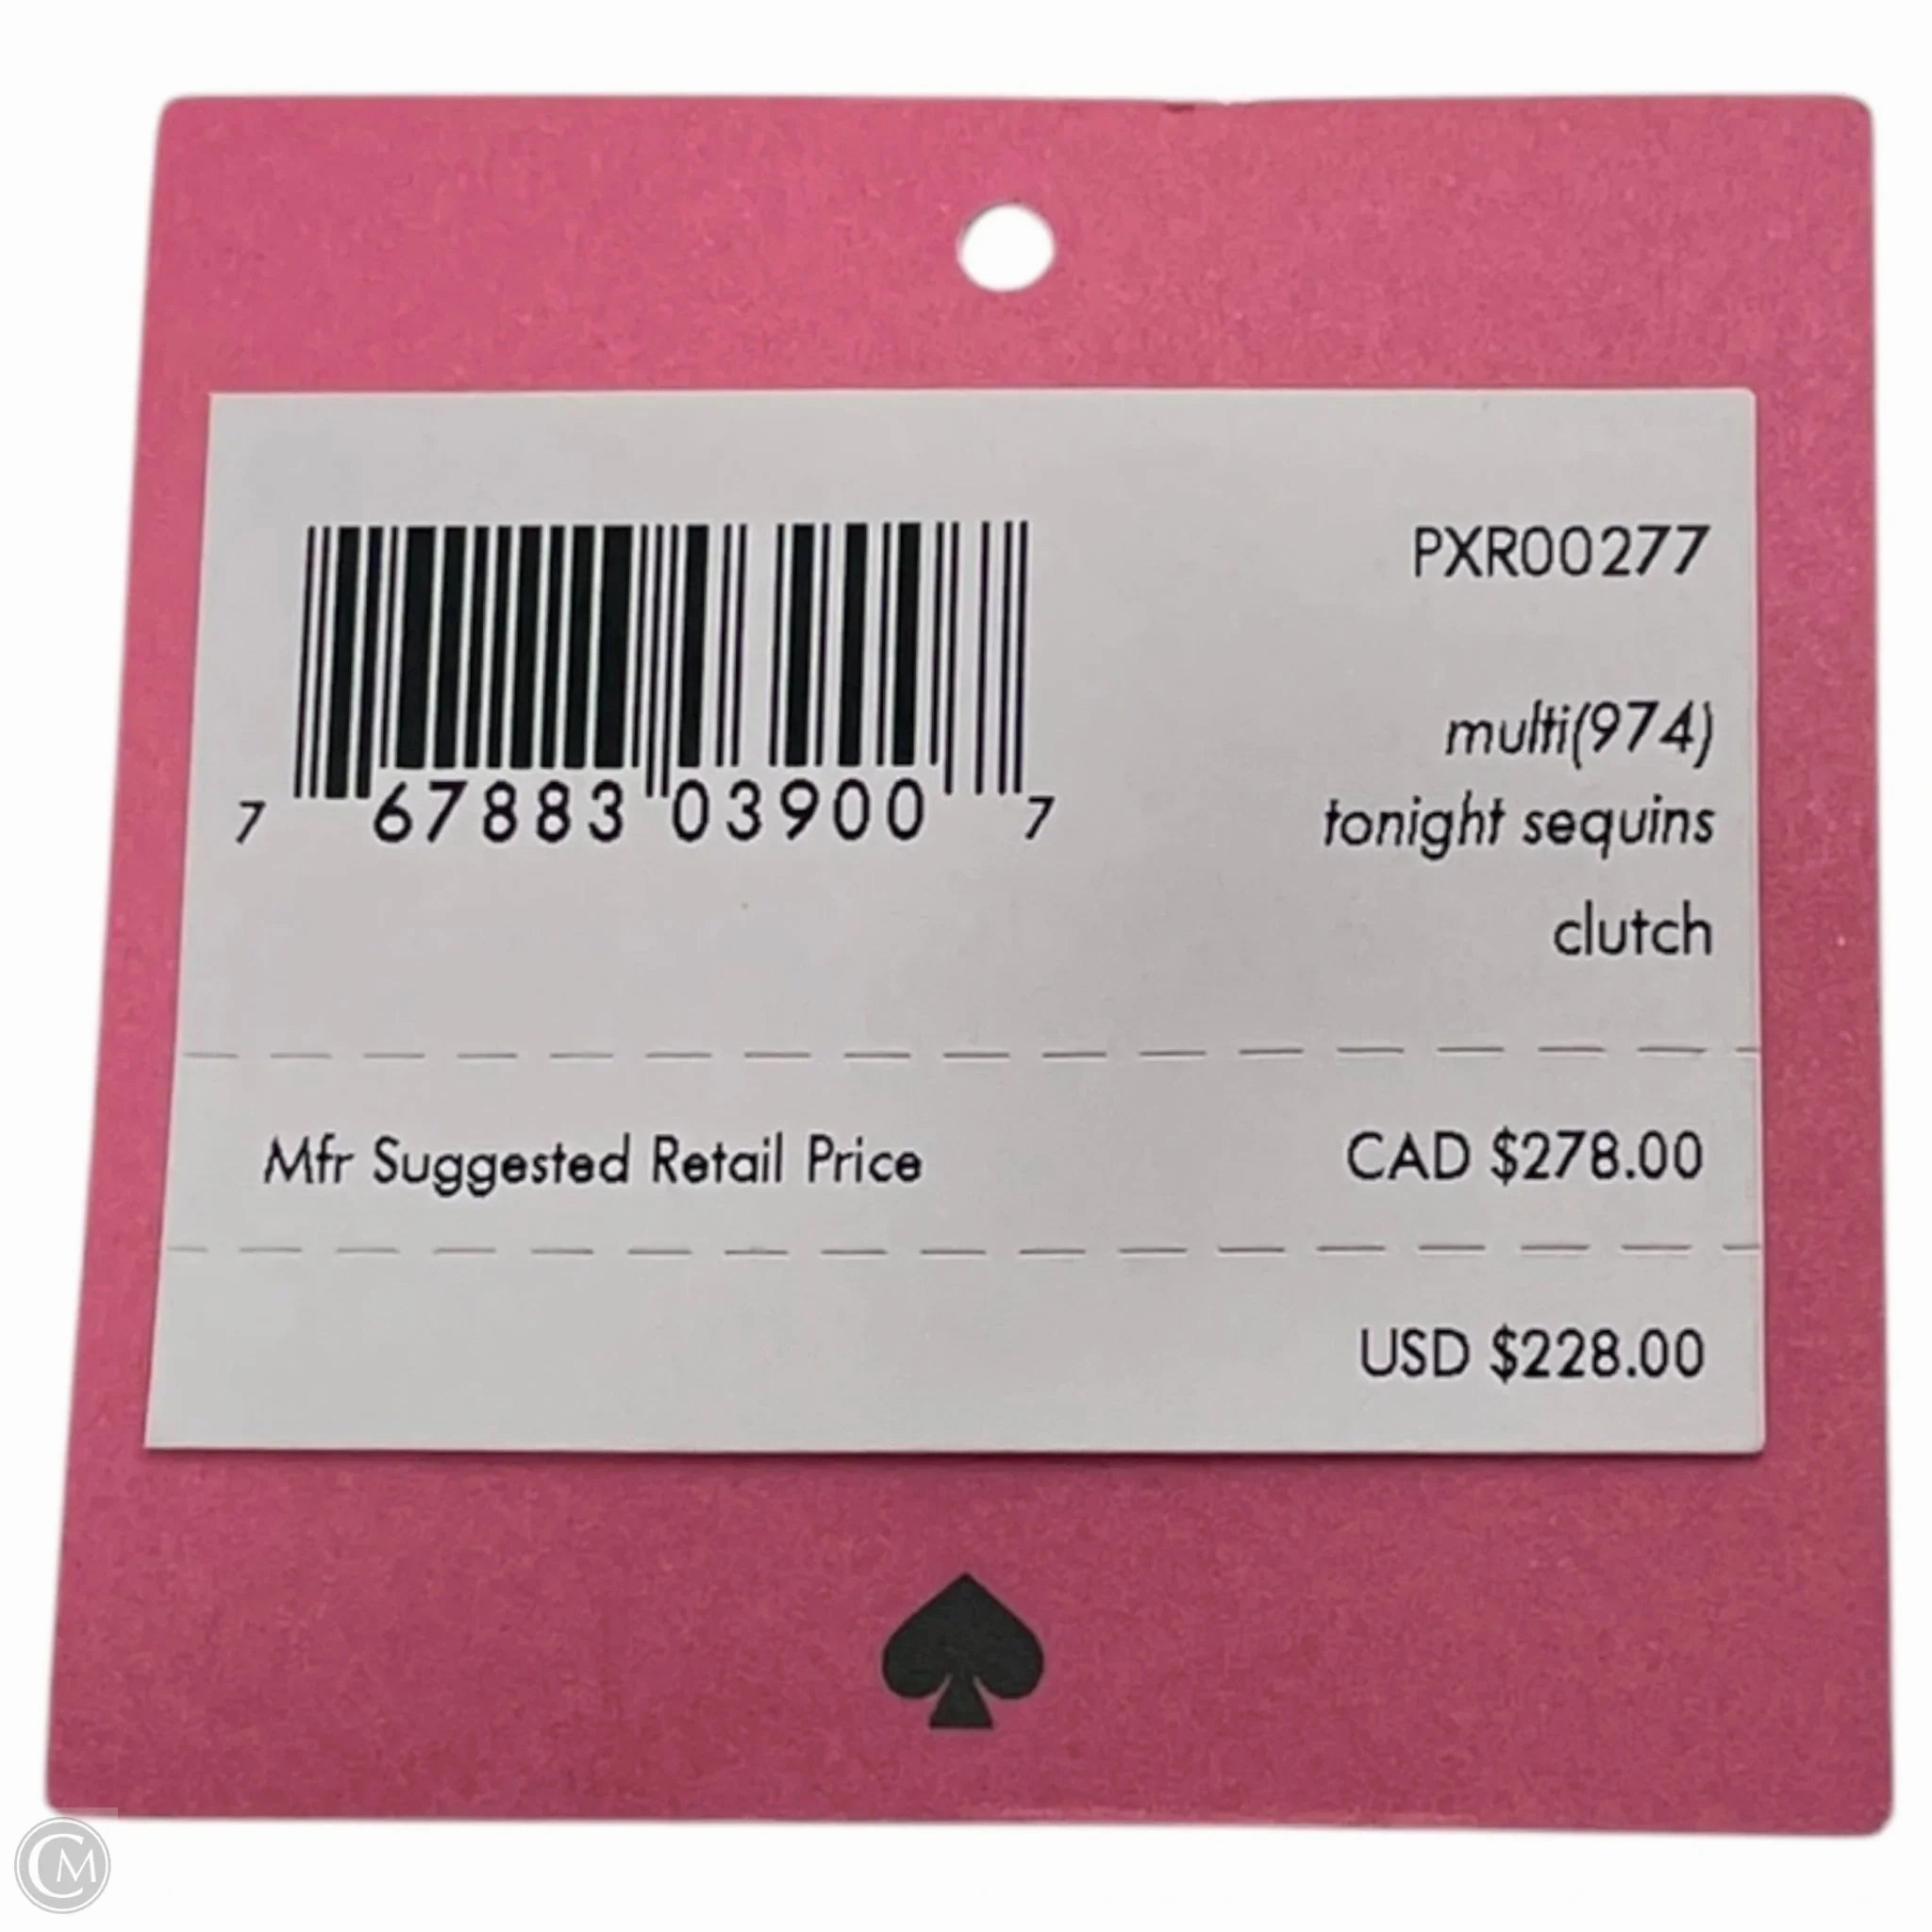 PXR00277
multi(974)
tonight sequins
clutch
7 67883 03900 7
Mfr Suggested Retail Price CAD $278.00
USD $228.00
CM